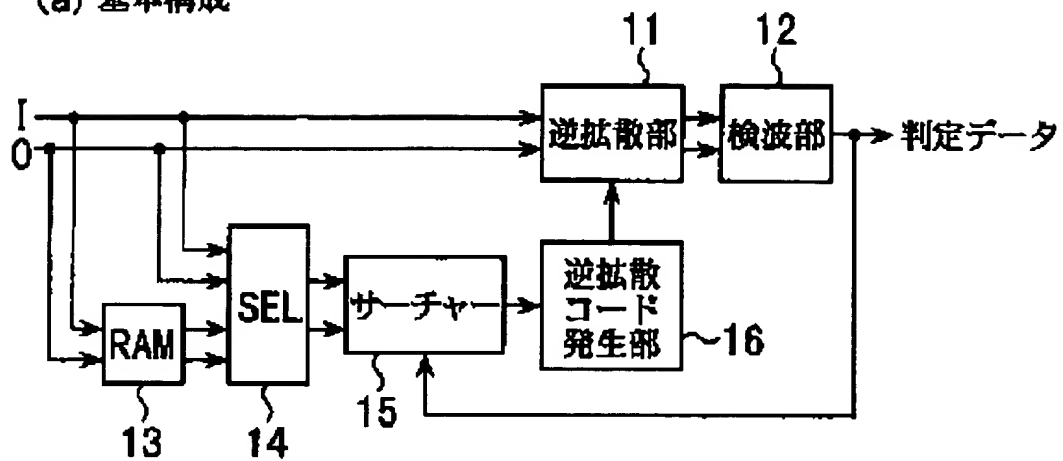 (a) 基本構成
11
12
I
Q
逆拡散部
検波部
判定データ
SEL
サーチャー
逆拡散
コード
発生部
16
RAM
13
14
15